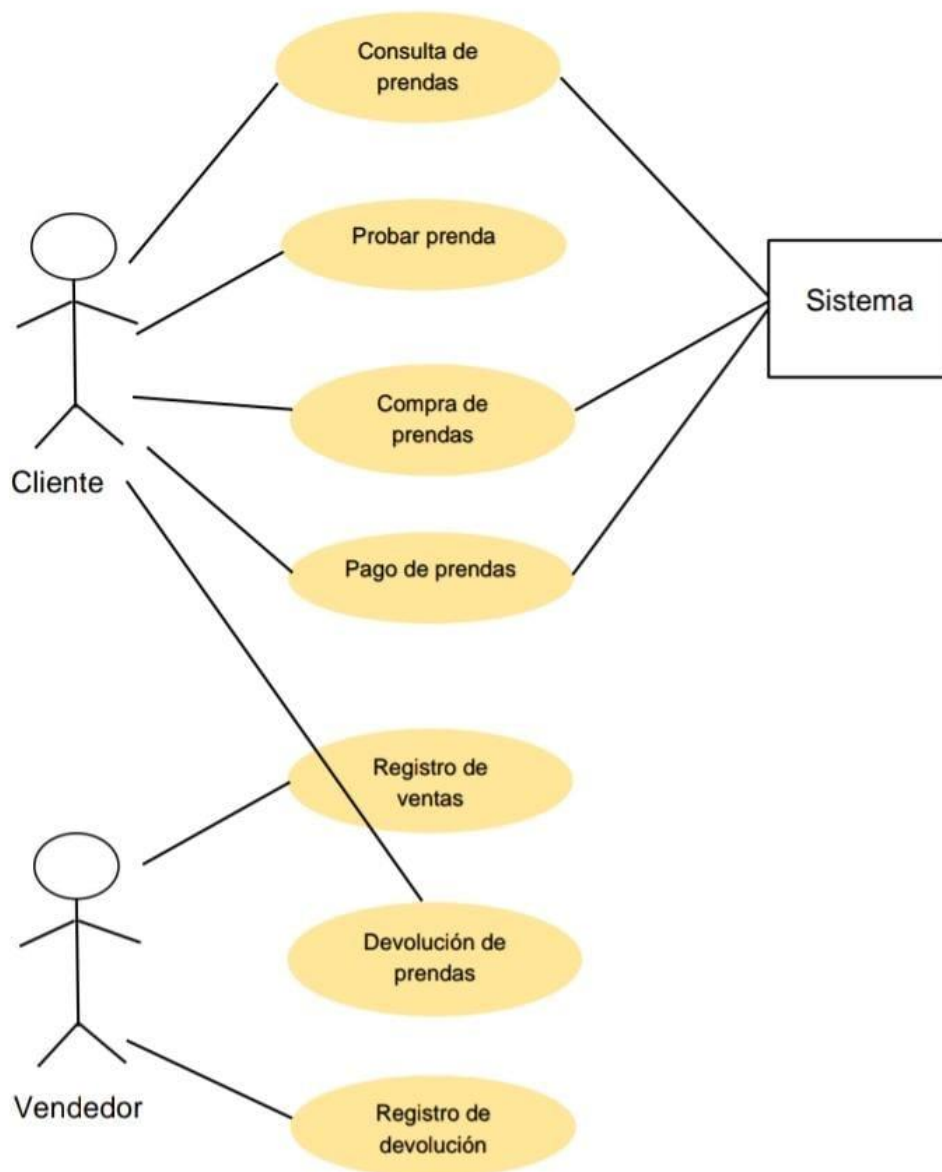 Consulta de
prendas
Probar prenda
Sistema
Compra de
prendas
Cliente
Pago de prendas
Registro de
ventas
Devolución de
prendas
Vendedor
Registro de
devolución